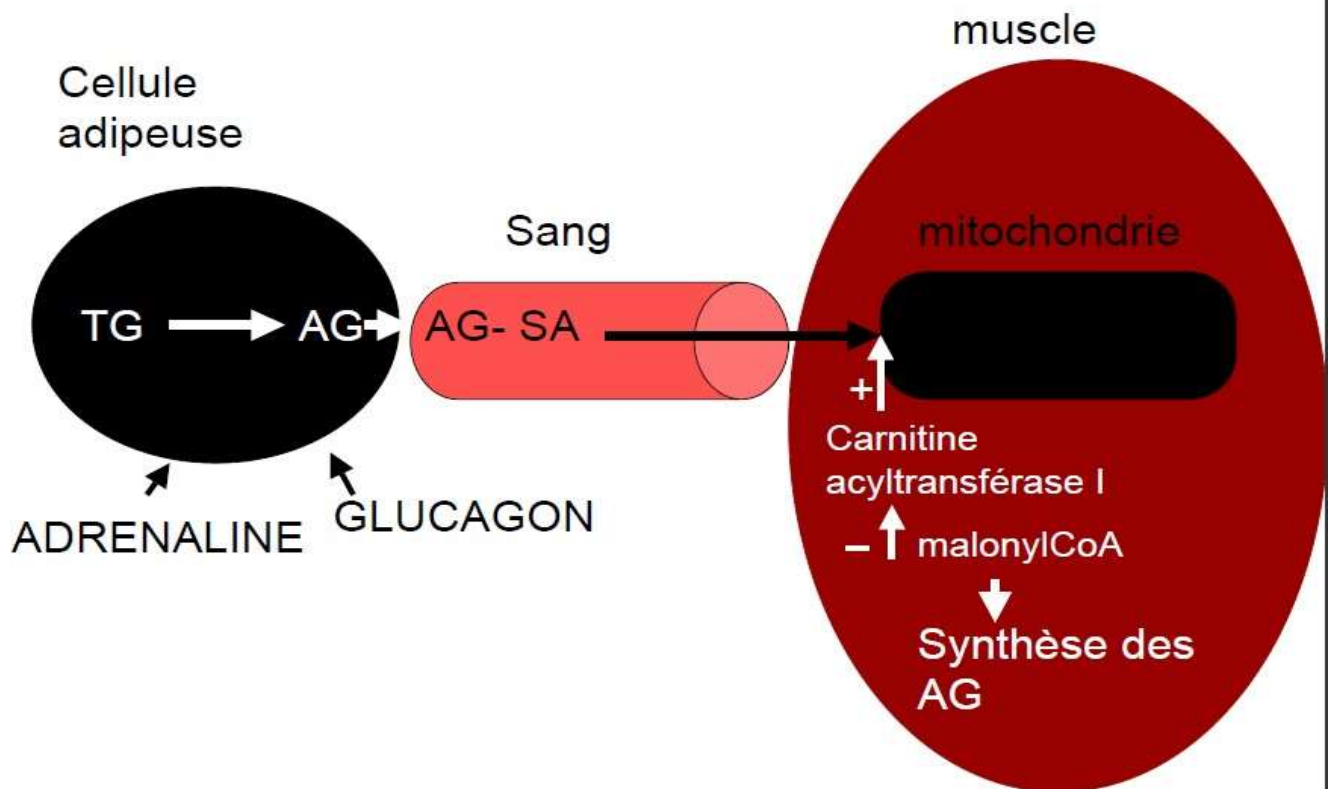 muscle
Cellule
adipeuse
Sang
mitochondrie
TG
AG
AG- SA
+
Carnitine
acyltransférase I
− malonylCoA
Synthèse des
AG
ADRENALINE
GLUCAGON